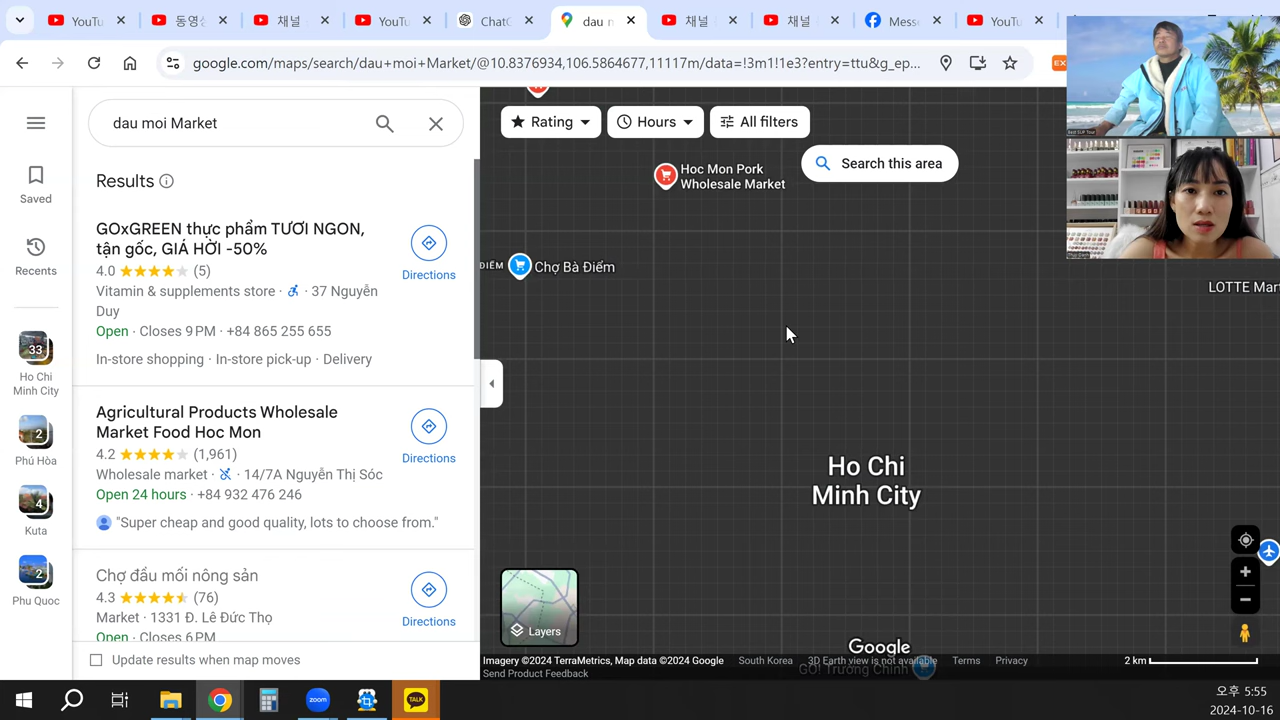 YouTu
동영상
채널
YouTu
ChatG
dau m
채널
채널
Mess
YouTu
google.com/maps/search/dau+moi+Market/@10.8376934,106.5864677,11117m/data=!3m1!1e3?entry=ttu&g_ep...
dau moi Market
Rating
Hours
All filters
Search this area
Saved
Recents
33
Ho Chi
Minh City
2
Phú Hòa
4
Kuta
2
Phu Quoc
Results
GOxGREEN thực phẩm TƯƠI NGON,
tận gốc, GIÁ HỜI -50%
4.0 (5)
Vitamin & supplements store · · 37 Nguyễn
Duy
Open · Closes 9 PM · +84 865 255 655
In-store shopping · In-store pick-up · Delivery
Directions
Agricultural Products Wholesale
Market Food Hoc Mon
4.2 (1,961)
Wholesale market · · 14/7A Nguyễn Thị Sóc
Open 24 hours · +84 932 476 246
"Super cheap and good quality, lots to choose from."
Directions
Chợ đầu mối nông sản
4.3 (76)
Market · 1331 Đ. Lê Đức Thọ
Open · Closes 6 PM
Directions
Update results when map moves
Hoc Mon Pork
Wholesale Market
ĐIỂM
Chợ Bà Điểm
LOTTE Mar
Ho Chi
Minh City
Layers
Google
GO! Trường Chinh
Imagery ©2024 TerraMetrics, Map data ©2024 Google South Korea 3D Earth view is not available Terms Privacy 2 km
Send Product Feedback
zoom
TALK
오후 5:55
2024-10-16